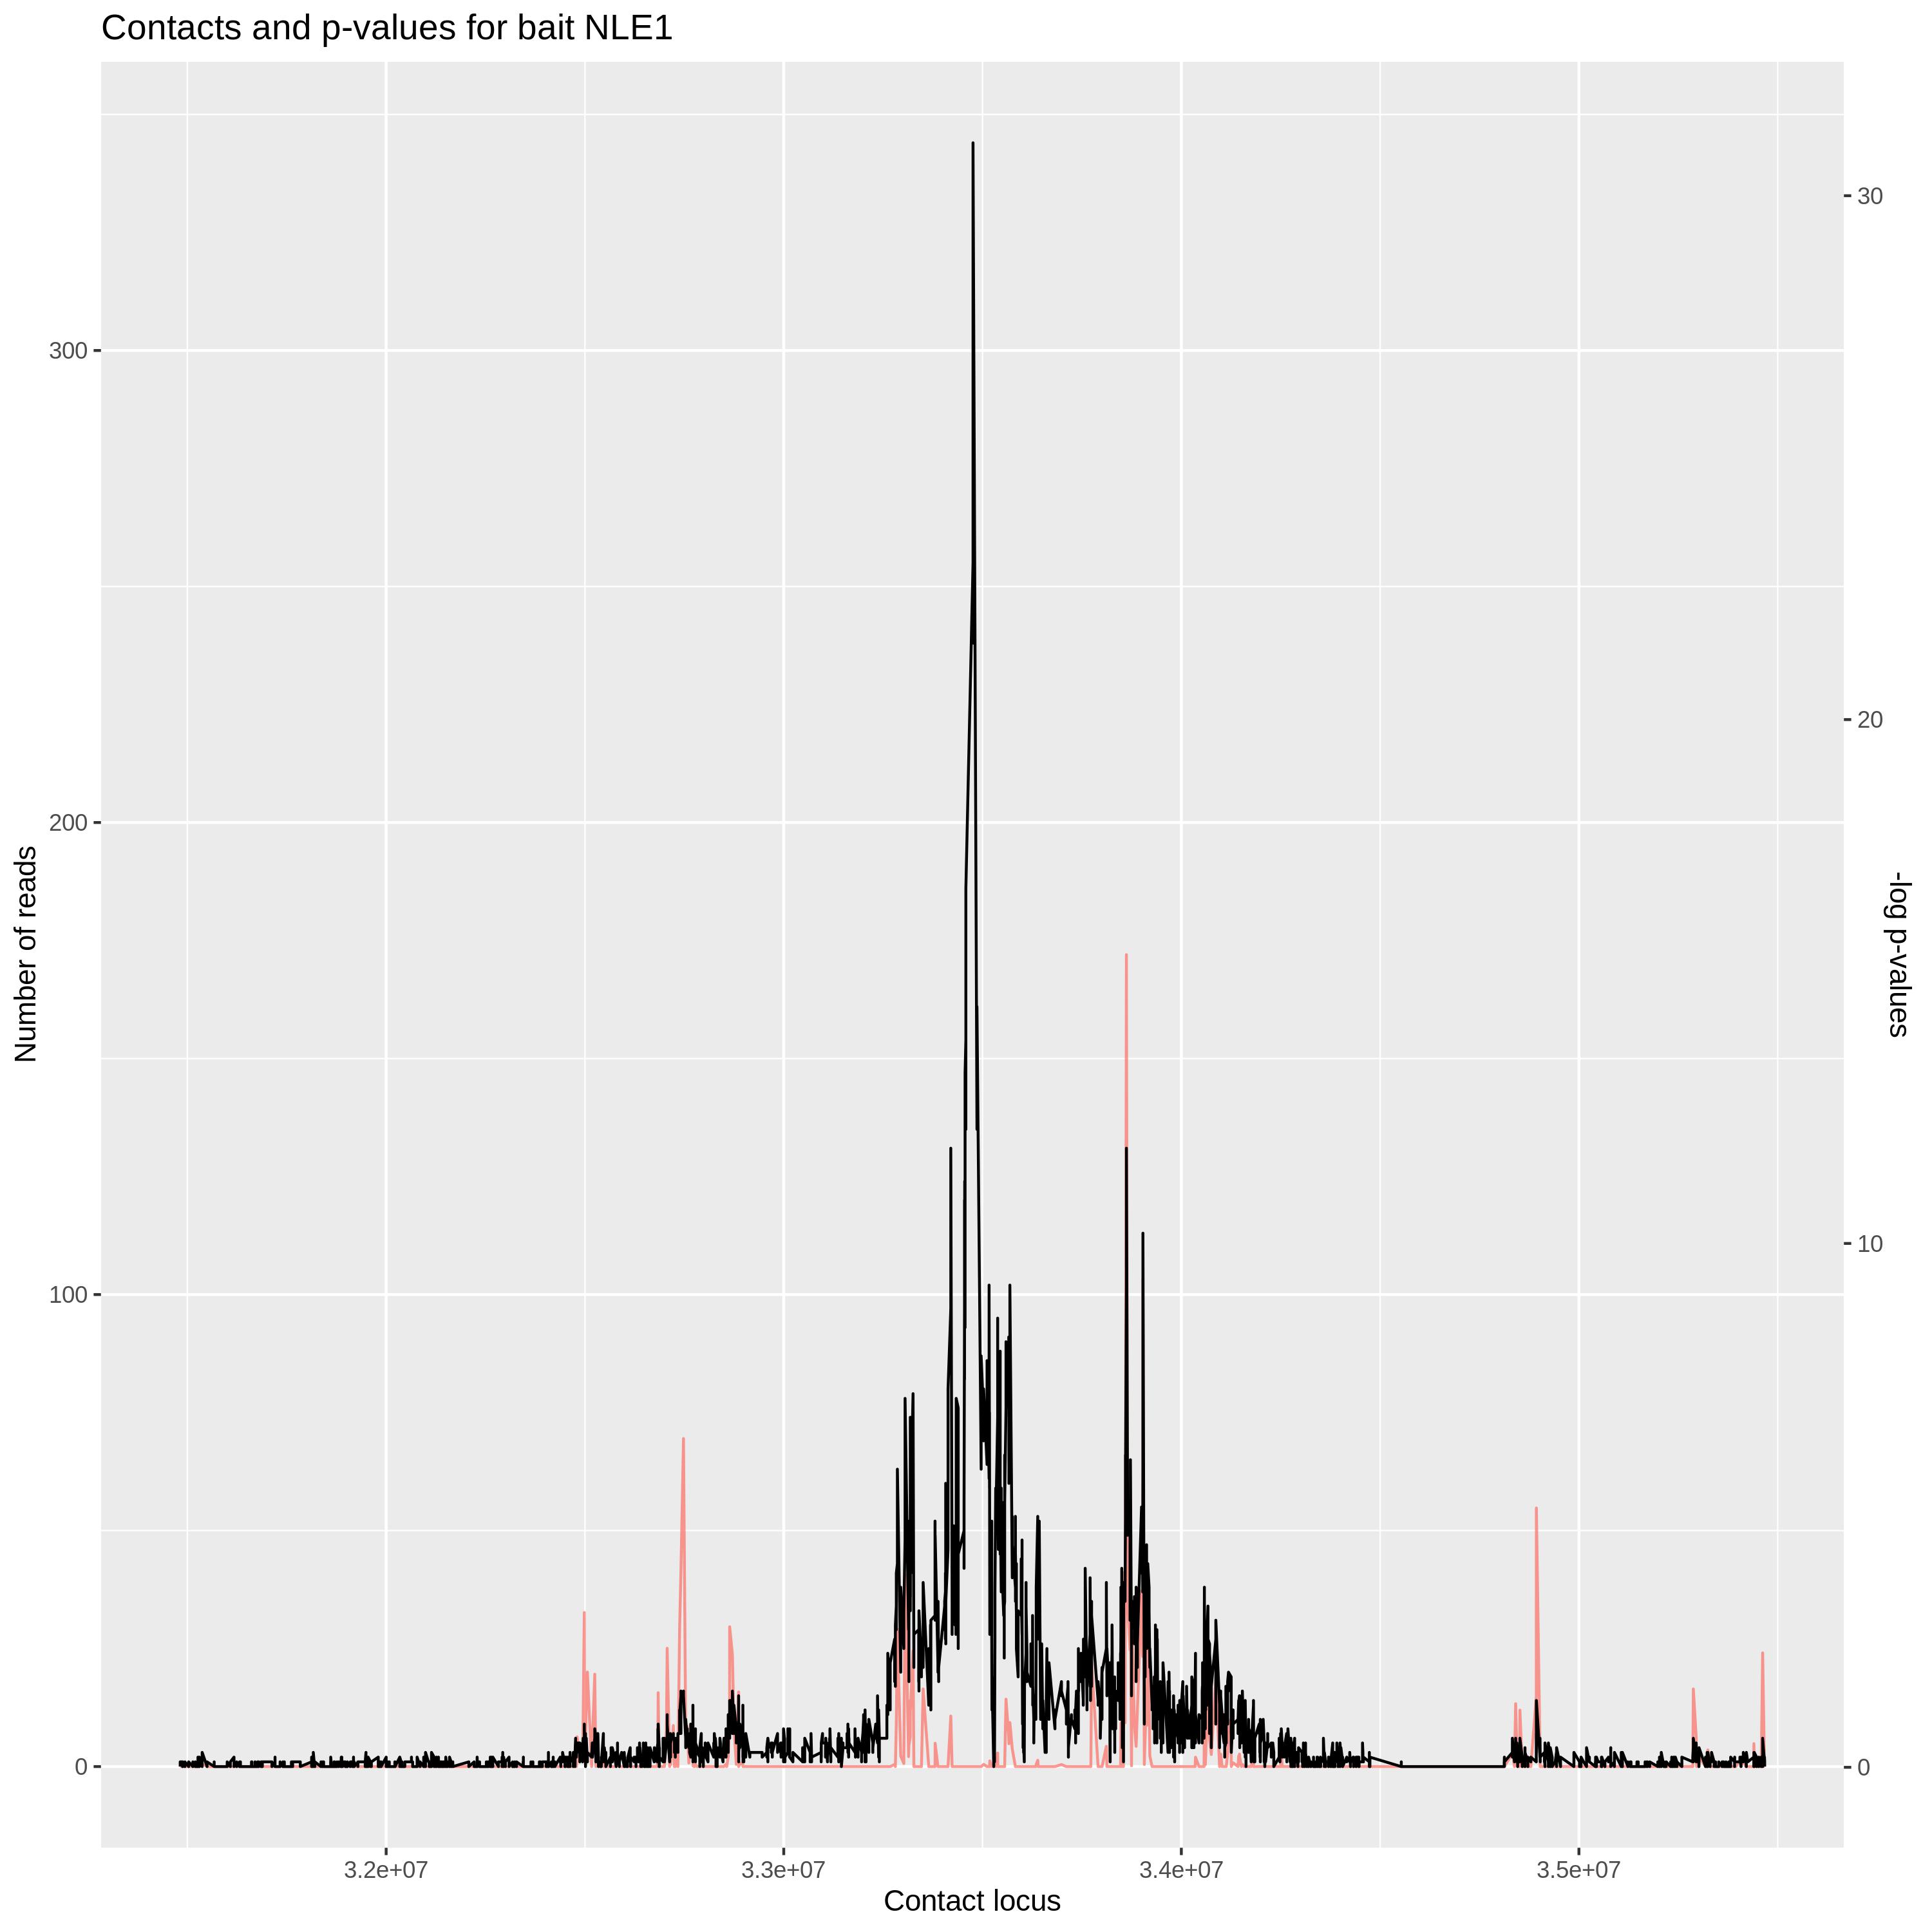 Contacts and p-values for bait NLE1
300
200
100
0
30
20
10
0
Number of reads
-log p-values
3.2e+07
3.3e+07
3.4e+07
3.5e+07
Contact locus